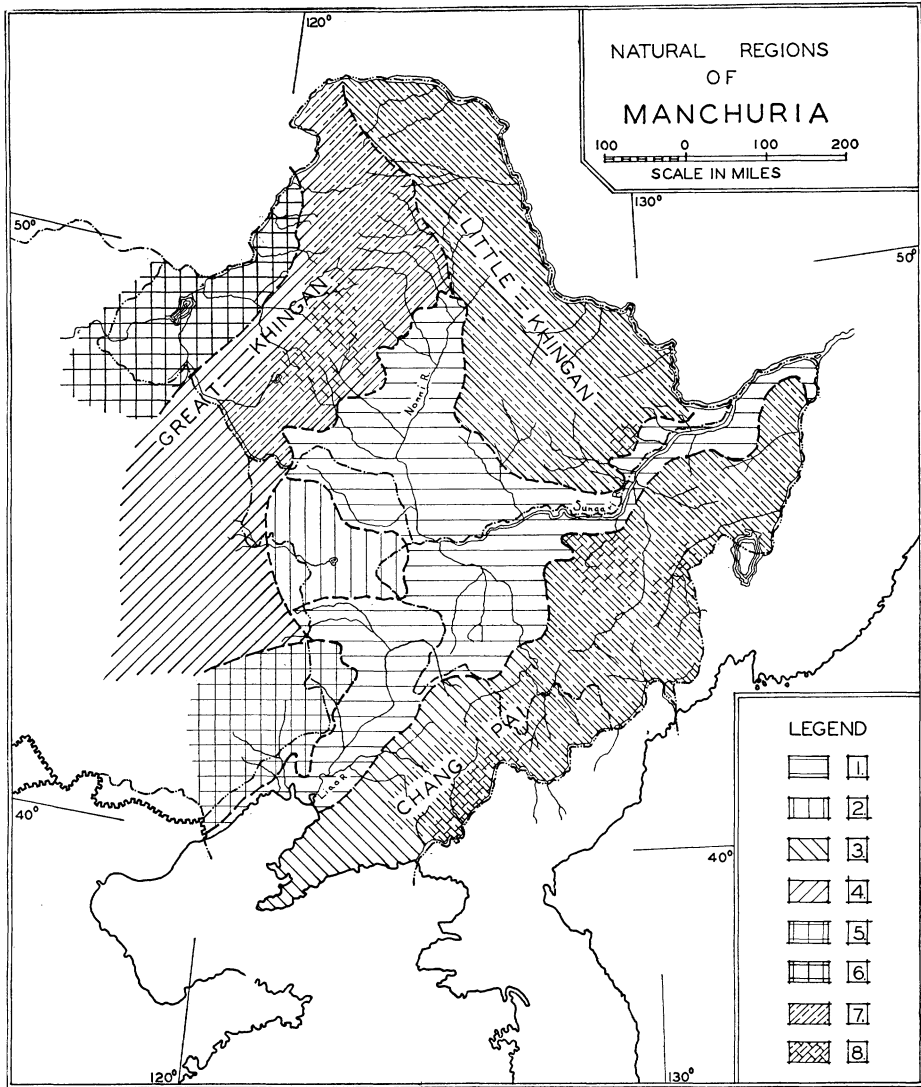 NATURAL REGIONS
OF
MANCHURIA
100 0 100 200
SCALE IN MILES
120°
130°
50°
50°
LITTLE KHINGAN
GREAT KHINGAN
Nonni R.
Sungari
CHANG PAI
Liao R.
40°
40°
120°
130°
LEGEND
1.
2.
3.
4.
5.
6.
7.
8.